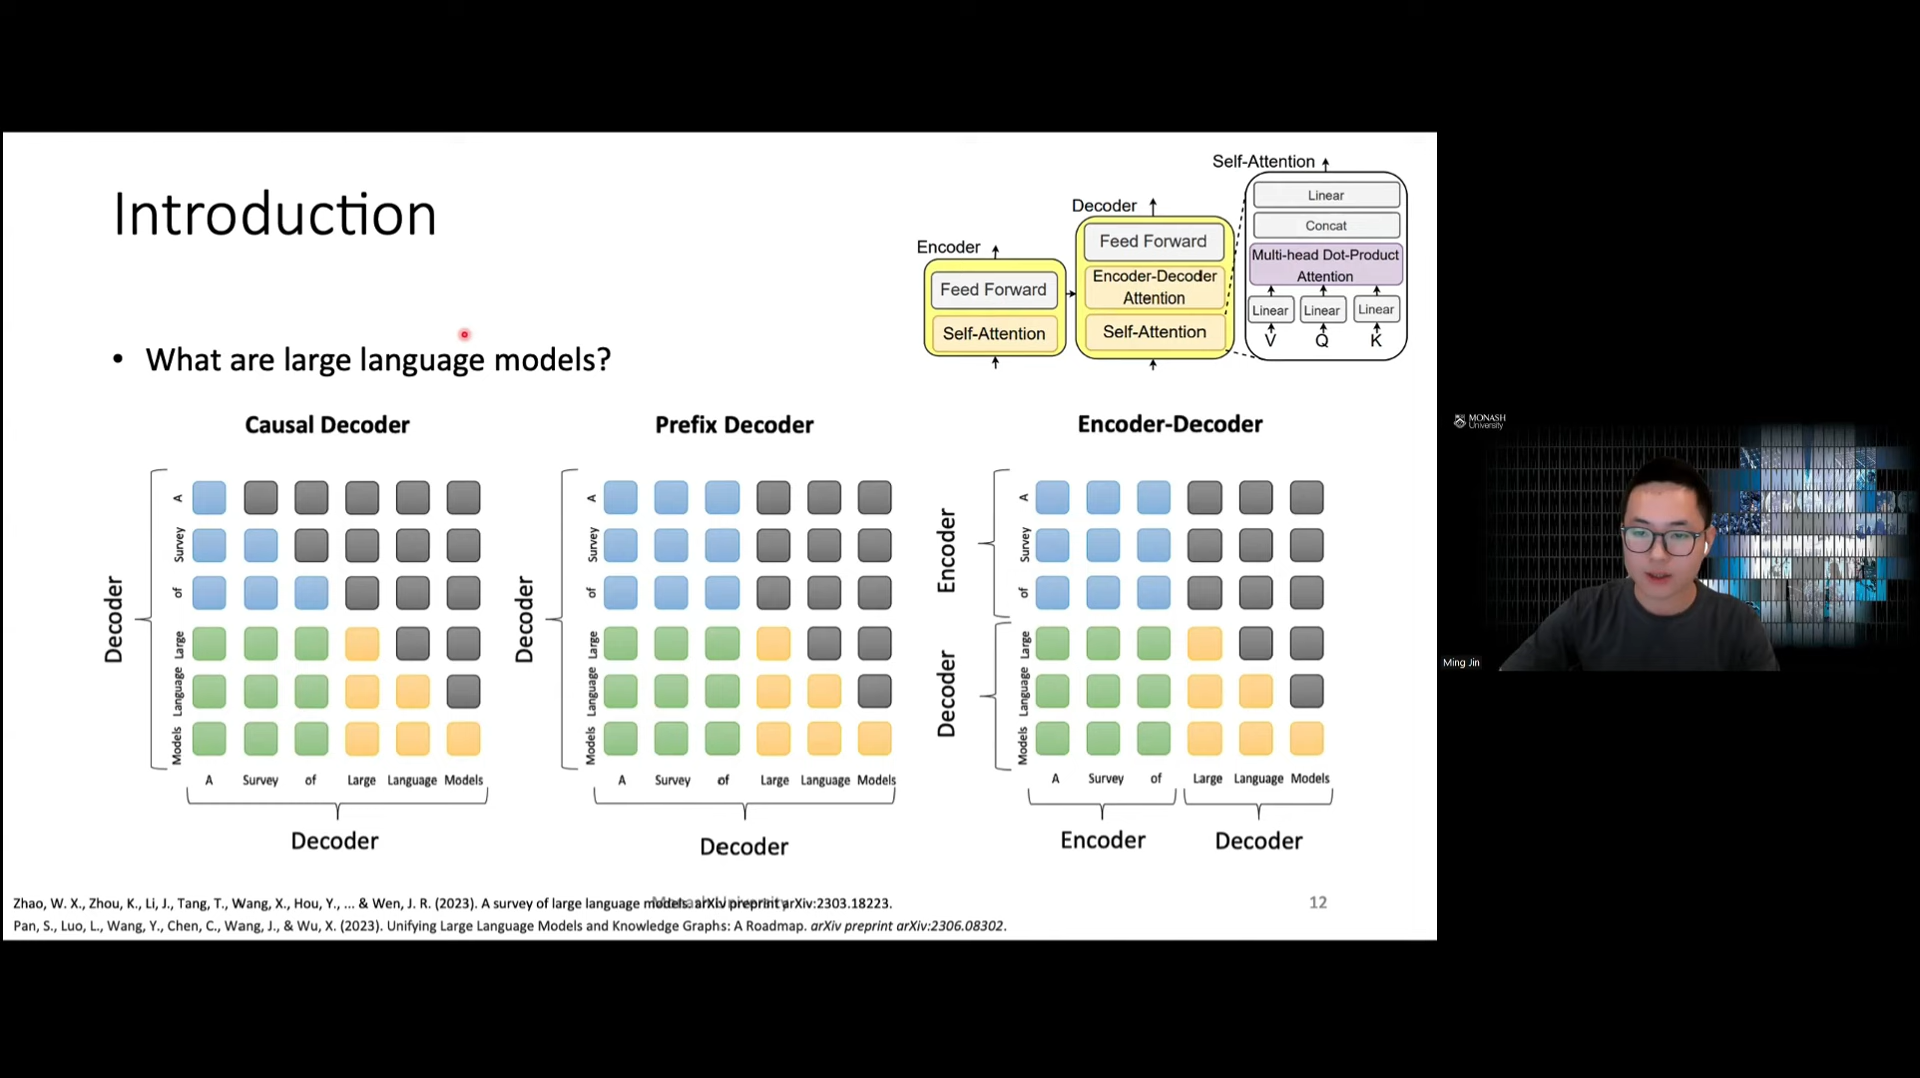 Introduction
• What are large language models?
Encoder
Feed Forward
Self-Attention
Decoder
Feed Forward
Encoder-Decoder
Attention
Self-Attention
Self-Attention
Linear
Concat
Multi-head Dot-Product
Attention
Linear Linear Linear
V Q K
Causal Decoder
Decoder
A
Survey
of
Large
Language
Models
A Survey of Large Language Models
Decoder
Prefix Decoder
Decoder
A
Survey
of
Large
Language
Models
A Survey of Large Language Models
Decoder
Encoder-Decoder
Encoder
Decoder
A
Survey
of
Large
Language
Models
A Survey of Large Language Models
Encoder Decoder
Zhao, W. X., Zhou, K., Li, J., Tang, T., Wang, X., Hou, Y., ... & Wen, J. R. (2023). A survey of large language models. arXiv preprint arXiv:2303.18223.
Monash University
12
Pan, S., Luo, L., Wang, Y., Chen, C., Wang, J., & Wu, X. (2023). Unifying Large Language Models and Knowledge Graphs: A Roadmap. arXiv preprint arXiv:2306.08302.
MONASH
University
Ming Jin